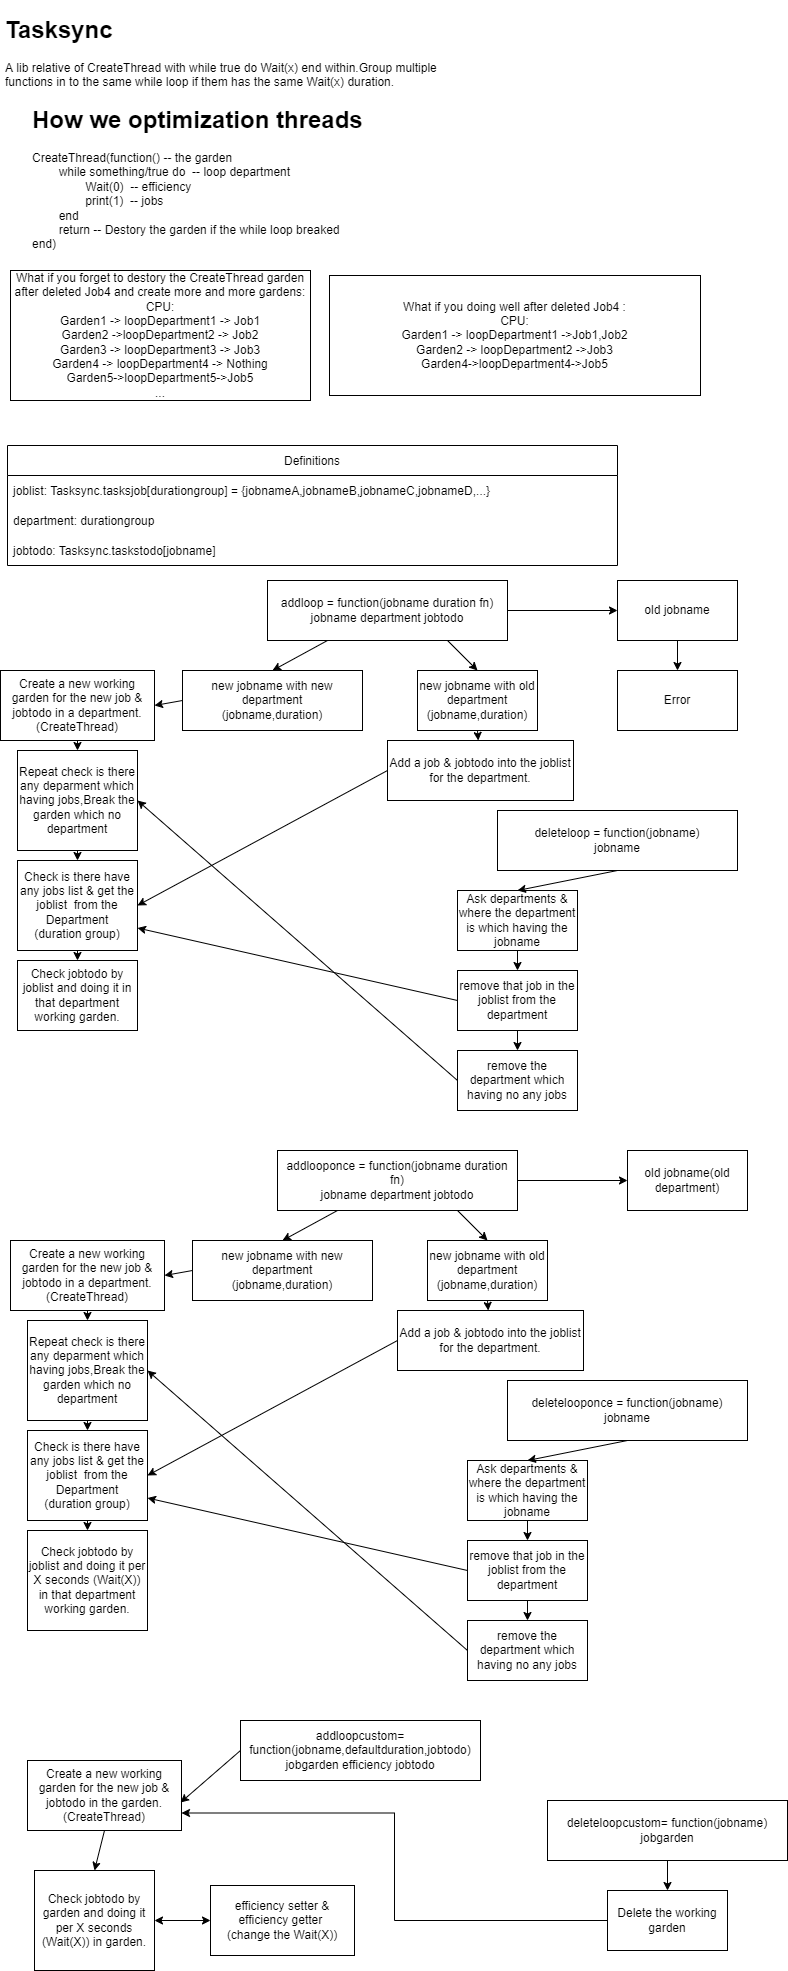 Tasksync
A lib relative of CreateThread with while true do Wait(x) end within.Group multiple
functions in to the same while loop if them has the same Wait(x) duration.
How we optimization threads
CreateThread(function() -- the garden
while something/true do  -- loop department
Wait(0)  -- efficiency
print(1)  -- jobs
end
return -- Destory the garden if the while loop breaked
end)
What if you forget to destory the CreateThread garden
after deleted Job4 and create more and more gardens:
CPU:
Garden1 -> loopDepartment1 -> Job1
Garden2 ->loopDepartment2 -> Job2
Garden3 -> loopDepartment3 -> Job3
Garden4 -> loopDepartment4 -> Nothing
Garden5->loopDepartment5->Job5
...
What if you doing well after deleted Job4 :
CPU:
Garden1 -> loopDepartment1 ->Job1,Job2
Garden2 -> loopDepartment2 ->Job3
Garden4->loopDepartment4->Job5
Definitions
joblist: Tasksync.tasksjob[durationgroup] = {jobnameA,jobnameB,jobnameC,jobnameD,...}
department: durationgroup
jobtodo: Tasksync.taskstodo[jobname]
addloop = function(jobname duration fn)
jobname department jobtodo
old jobname
Create a new working
garden for the new job &
jobtodo in a department.
(CreateThread)
new jobname with new
department
(jobname,duration)
new jobname with old
department
(jobname,duration)
Error
Repeat check is there
any deparment which
having jobs,Break the
garden which no
department
Add a job & jobtodo into the joblist
for the department.
deleteloop = function(jobname)
jobname
Check is there have
any jobs list & get the
joblist  from the
Department
(duration group)
Ask departments &
where the department
is which having the
jobname
Check jobtodo by
joblist and doing it in
that department
working garden.
remove that job in the
joblist from the
department
remove the
department which
having no any jobs
addlooponce = function(jobname duration
fn)
jobname department jobtodo
old jobname(old
department)
Create a new working
garden for the new job &
jobtodo in a department.
(CreateThread)
new jobname with new
department
(jobname,duration)
new jobname with old
department
(jobname,duration)
Repeat check is there
any deparment which
having jobs,Break the
garden which no
department
Add a job & jobtodo into the joblist
for the department.
deletelooponce = function(jobname)
jobname
Check is there have
any jobs list & get the
joblist  from the
Department
(duration group)
Ask departments &
where the department
is which having the
jobname
Check jobtodo by
joblist and doing it per
X seconds (Wait(X))
in that department
working garden.
remove that job in the
joblist from the
department
remove the
department which
having no any jobs
addloopcustom=
function(jobname,defaultduration,jobtodo)
jobgarden efficiency jobtodo
Create a new working
garden for the new job &
jobtodo in the garden.
(CreateThread)
deleteloopcustom= function(jobname)
jobgarden
Check jobtodo by
garden and doing it
per X seconds
(Wait(X)) in garden.
efficiency setter &
efficiency getter
(change the Wait(X))
Delete the working
garden